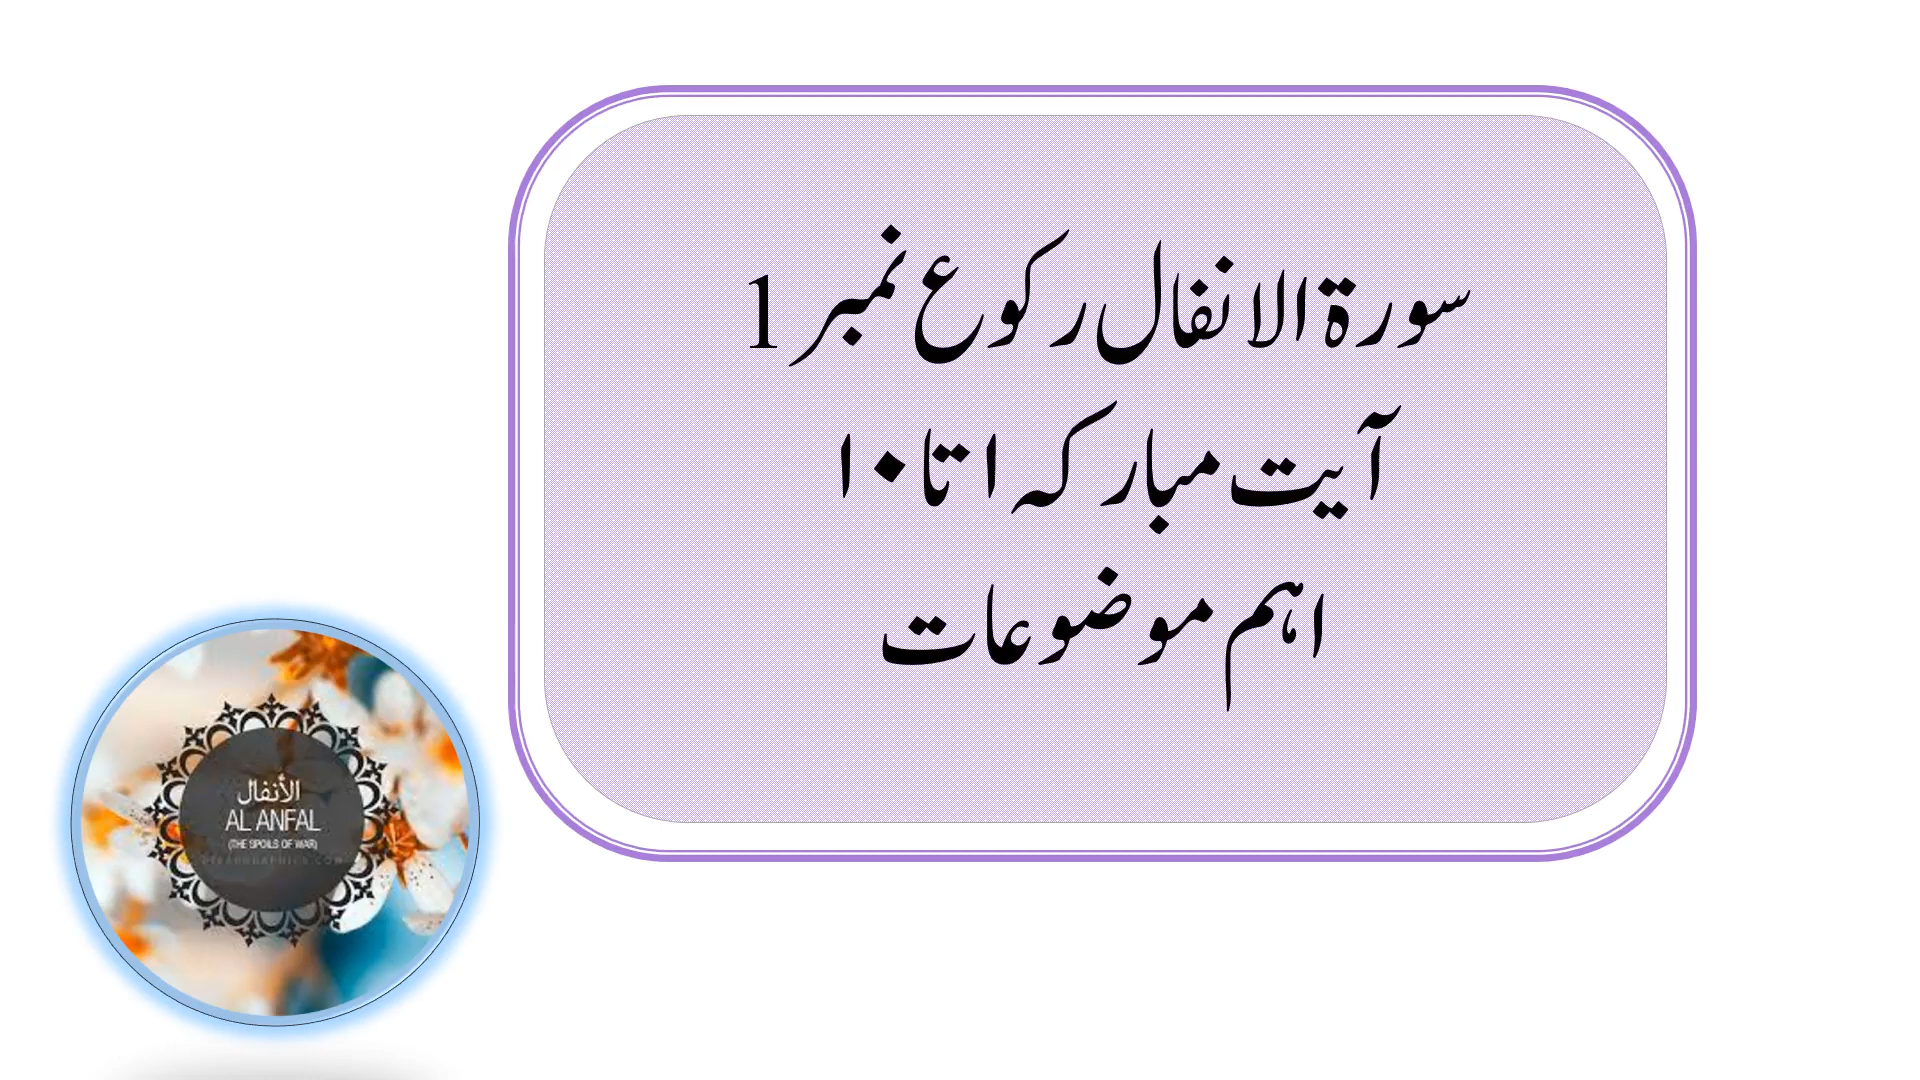 سورۃ الانفال رکوع نمبر 1
آیت مبارکہ ۱ تا ۱۰
اہم موضوعات
الأنفال
AL ANFAL
(THE SPOILS OF WAR)